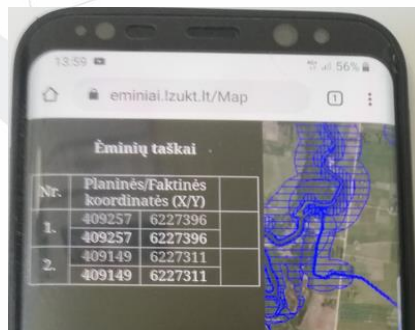 13:59 56%
eminiai.lzukt.lt/Map 1
Ėminių taškai
Nr. Planinės/Faktinės koordinatės (X/Y)
1. 409257 6227396
409257 6227396
2. 409149 6227311
409149 6227311